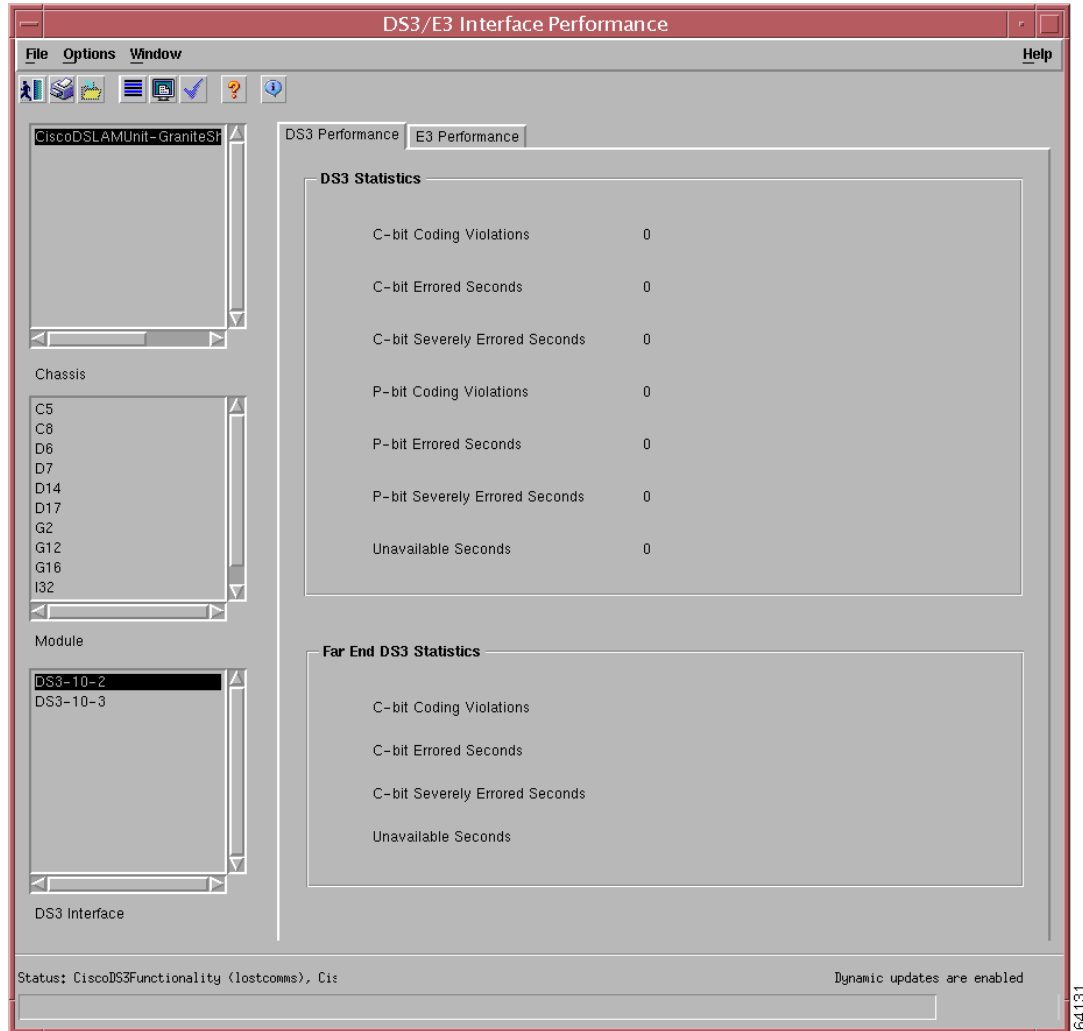 DS3/E3 Interface Performance
File Options Window Help
CiscoDSLAMUnit-GraniteSh
Chassis
C5
C8
D6
D7
D14
D17
G2
G12
G16
I32
Module
DS3-10-2
DS3-10-3
DS3 Interface
DS3 Performance E3 Performance
DS3 Statistics
C-bit Coding Violations 0
C-bit Errored Seconds 0
C-bit Severely Errored Seconds 0
P-bit Coding Violations 0
P-bit Errored Seconds 0
P-bit Severely Errored Seconds 0
Unavailable Seconds 0
Far End DS3 Statistics
C-bit Coding Violations
C-bit Errored Seconds
C-bit Severely Errored Seconds
Unavailable Seconds
Status: CiscoDS3Functionality (lostcomms), Cis
Dynamic updates are enabled
64131